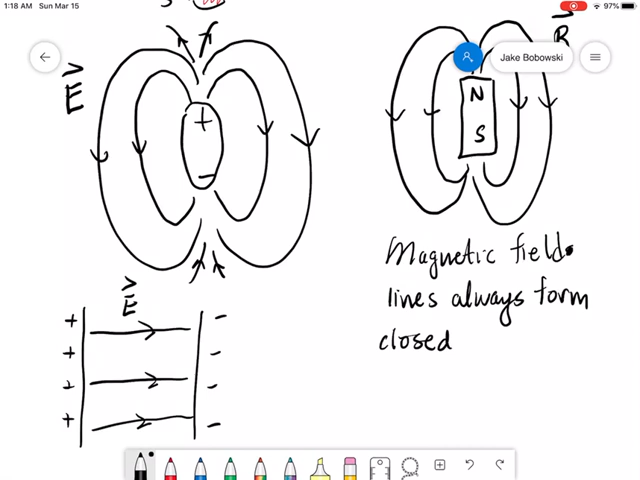 1:18 AM Sun Mar 15
97%
E
B
Jake Bobowski
+
-
N
S
Magnetic field
lines always form
closed
E
+ -
+ -
+ -
+ -